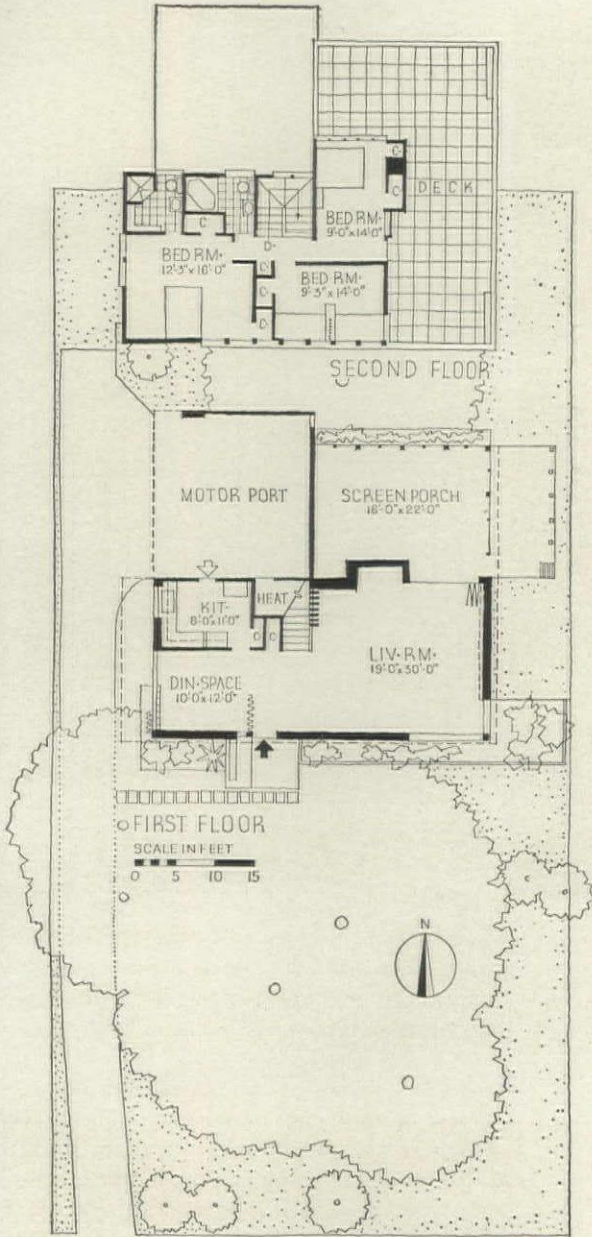 C
DECK
C
C
BED RM.
9'-0"x14'-0"
BED RM.
12'-3"x16'-0"
D.
C.
BED RM.
9'-3"x14'-0"
C.
C.
SECOND FLOOR
MOTOR PORT
SCREEN PORCH
16'-0"x22'-0"
KIT.
8'-0"x11'-0"
HEAT
C
C
LIV. RM.
19'-0"x30'-0"
DIN. SPACE
10'-0"x12'-0"
FIRST FLOOR
SCALE IN FEET
0 5 10 15
N